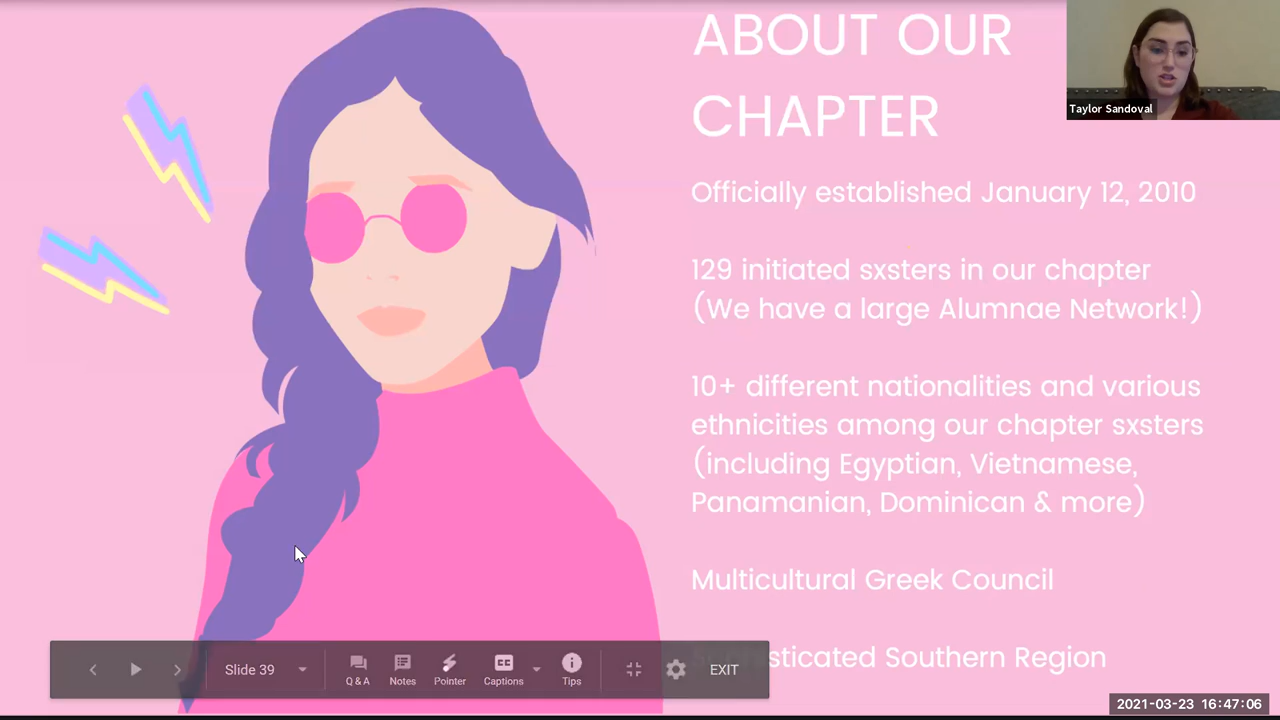 ABOUT OUR
CHAPTER
Taylor Sandoval
Officially established January 12, 2010
129 initiated sxsters in our chapter
(We have a large Alumnae Network!)
10+ different nationalities and various
ethnicities among our chapter sxsters
(including Egyptian, Vietnamese,
Panamanian, Dominican & more)
Multicultural Greek Council
Sophisticated Southern Region
Slide 39
Q & A
Notes
Pointer
CC
Captions
Tips
EXIT
2021-03-23 16:47:06